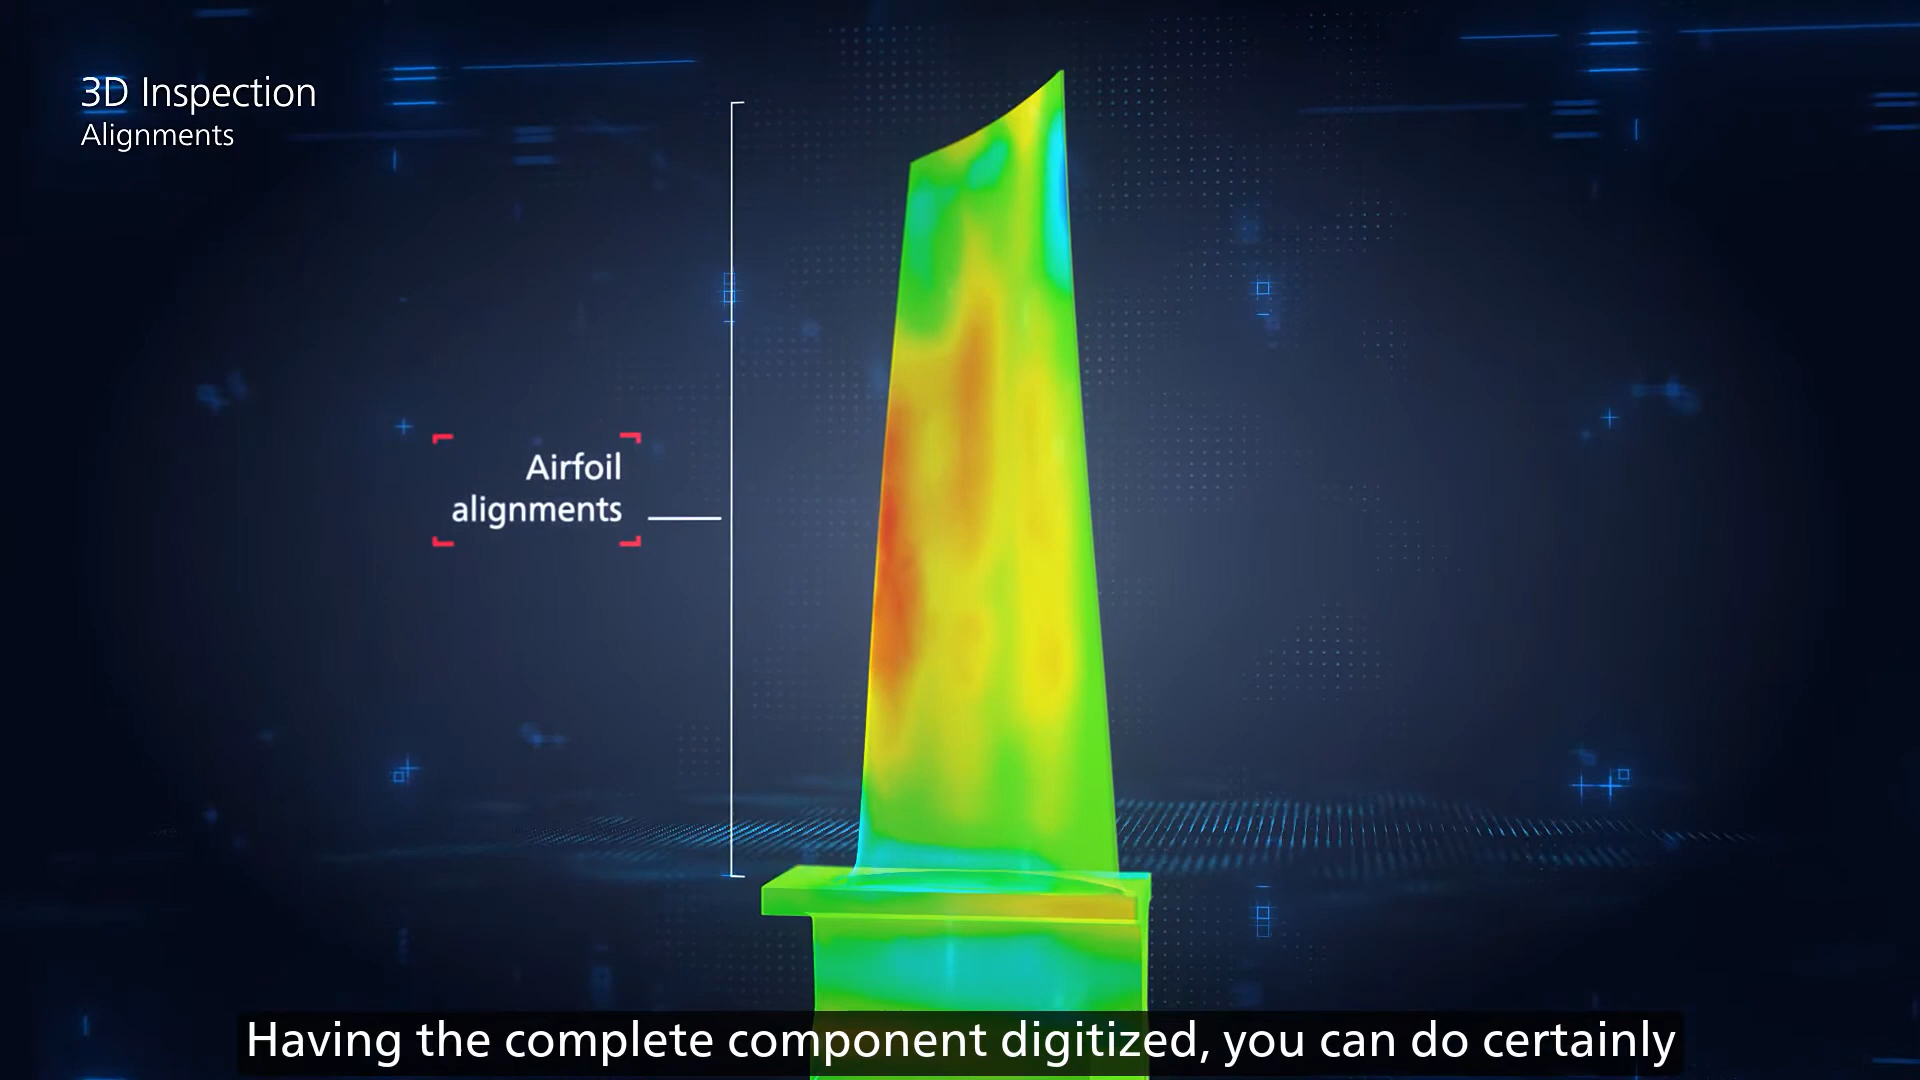 3D Inspection
Alignments
Airfoil
alignments
Having the complete component digitized, you can do certainly